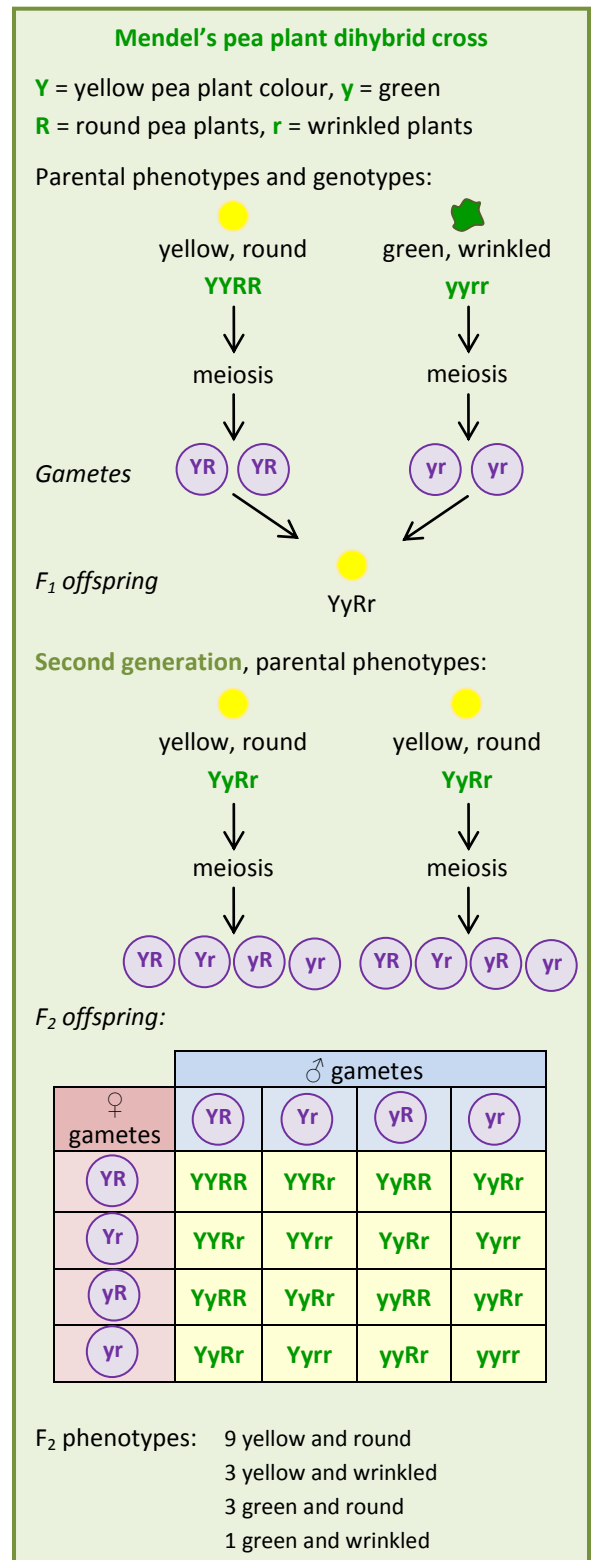 Mendel’s pea plant dihybrid cross
Y = yellow pea plant colour, y = green
R = round pea plants, r = wrinkled plants
Parental phenotypes and genotypes:
yellow, round green, wrinkled
YYRR yyrr
meiosis meiosis
Gametes YR YR yr yr
F₁ offspring
YyRr
Second generation, parental phenotypes:
yellow, round yellow, round
YyRr YyRr
meiosis meiosis
YR Yr yR yr YR Yr yR yr
F₂ offspring:
♂ gametes
♀
gametes YR Yr yR yr
YR YYRR YYRr YyRR YyRr
Yr YYRr YYrr YyRr Yyrr
yR YyRR YyRr yyRR yyRr
yr YyRr Yyrr yyRr yyrr
F₂ phenotypes: 9 yellow and round
3 yellow and wrinkled
3 green and round
1 green and wrinkled